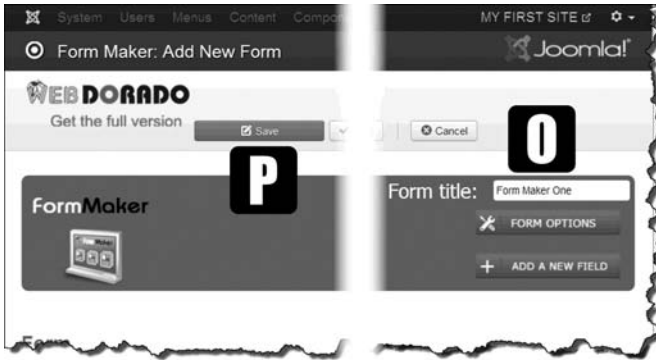 System Users Menus Content Compo
MY FIRST SITE
Form Maker: Add New Form
Joomla!
WEB DORADO
Get the full version
Save
Cancel
P
O
FormMaker
Form title: Form Maker One
FORM OPTIONS
ADD A NEW FIELD